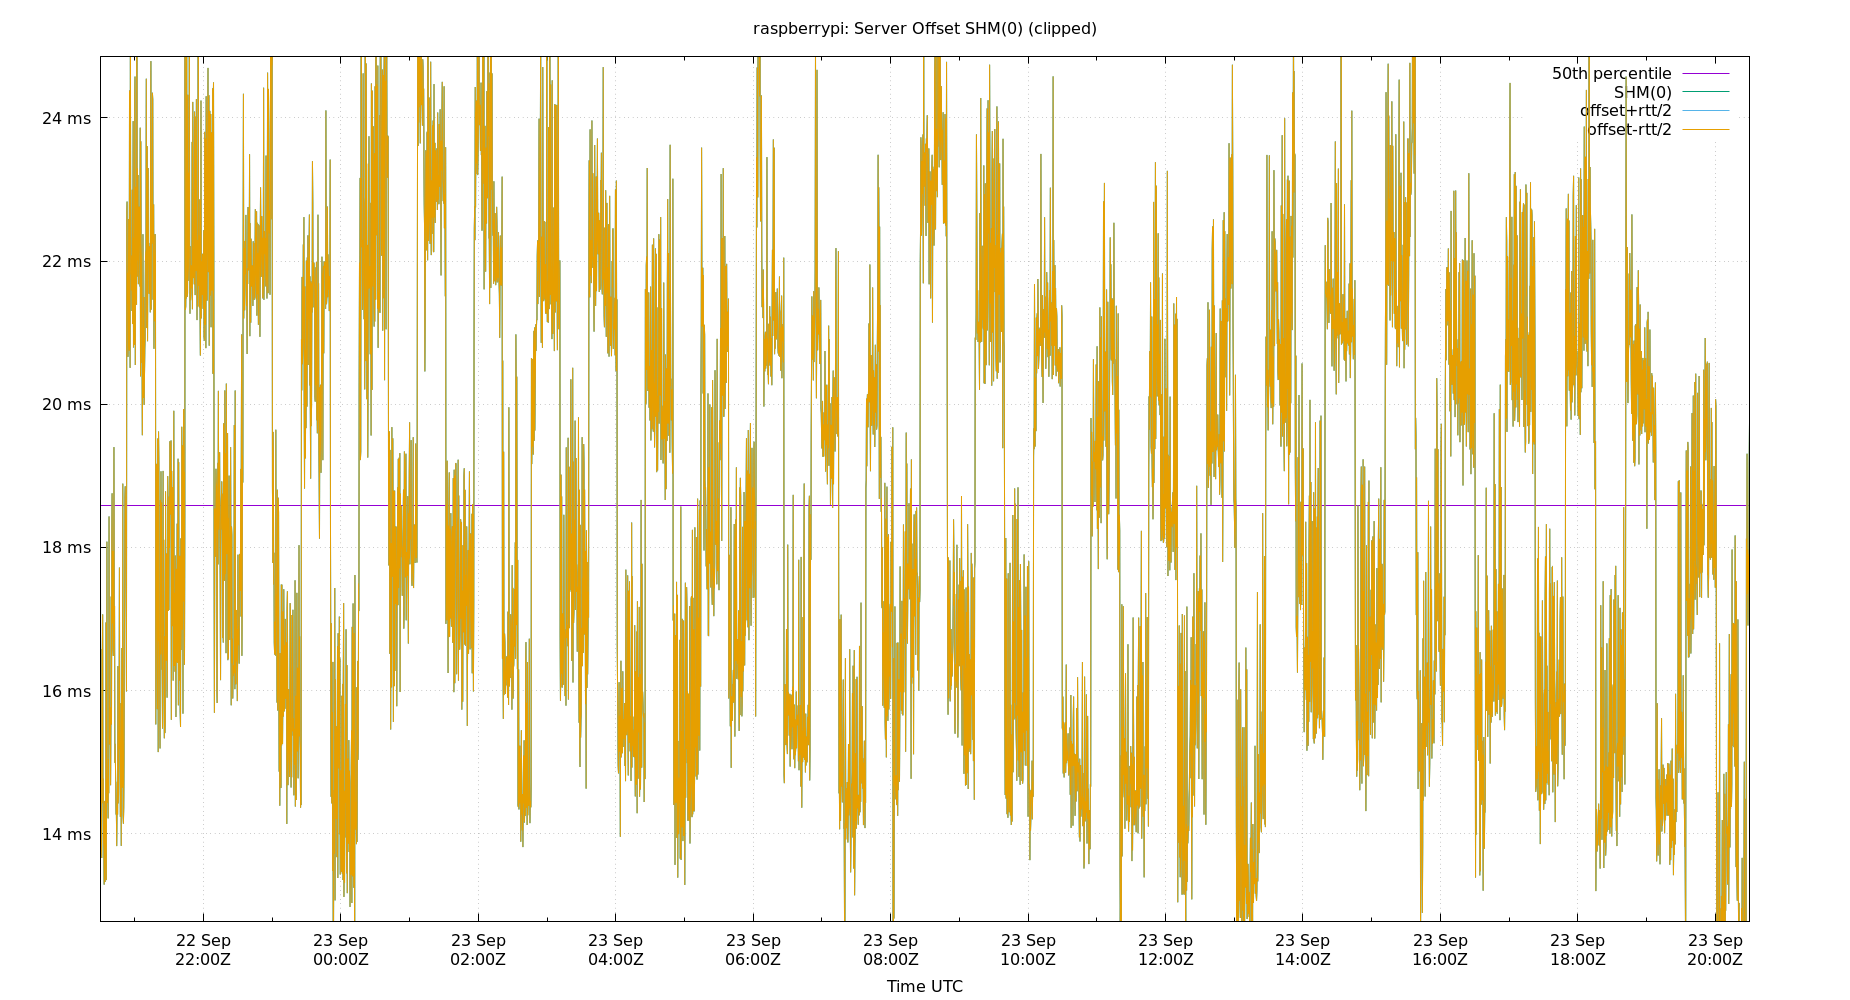 raspberrypi: Server Offset SHM(0) (clipped)
50th percentile
SHM(0)
offset+rtt/2
offset-rtt/2
24 ms
22 ms
20 ms
18 ms
16 ms
14 ms
22 Sep 23 Sep 23 Sep 23 Sep 23 Sep 23 Sep 23 Sep 23 Sep 23 Sep 23 Sep 23 Sep 23 Sep
22:00Z 00:00Z 02:00Z 04:00Z 06:00Z 08:00Z 10:00Z 12:00Z 14:00Z 16:00Z 18:00Z 20:00Z
Time UTC